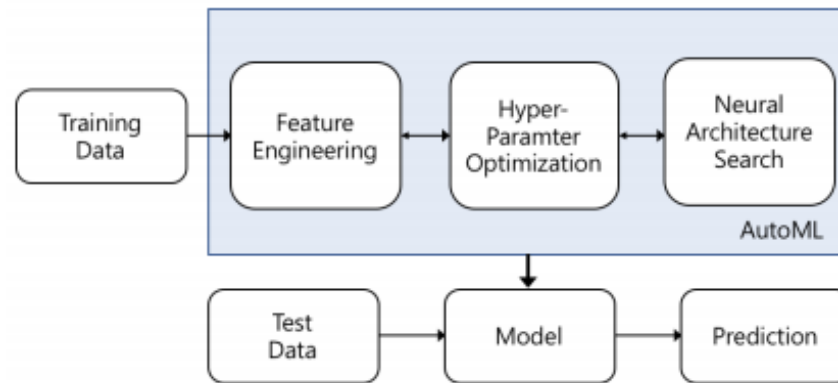 Training
Data
Feature
Engineering
Hyper-
Paramter
Optimization
Neural
Architecture
Search
AutoML
Test
Data
Model
Prediction